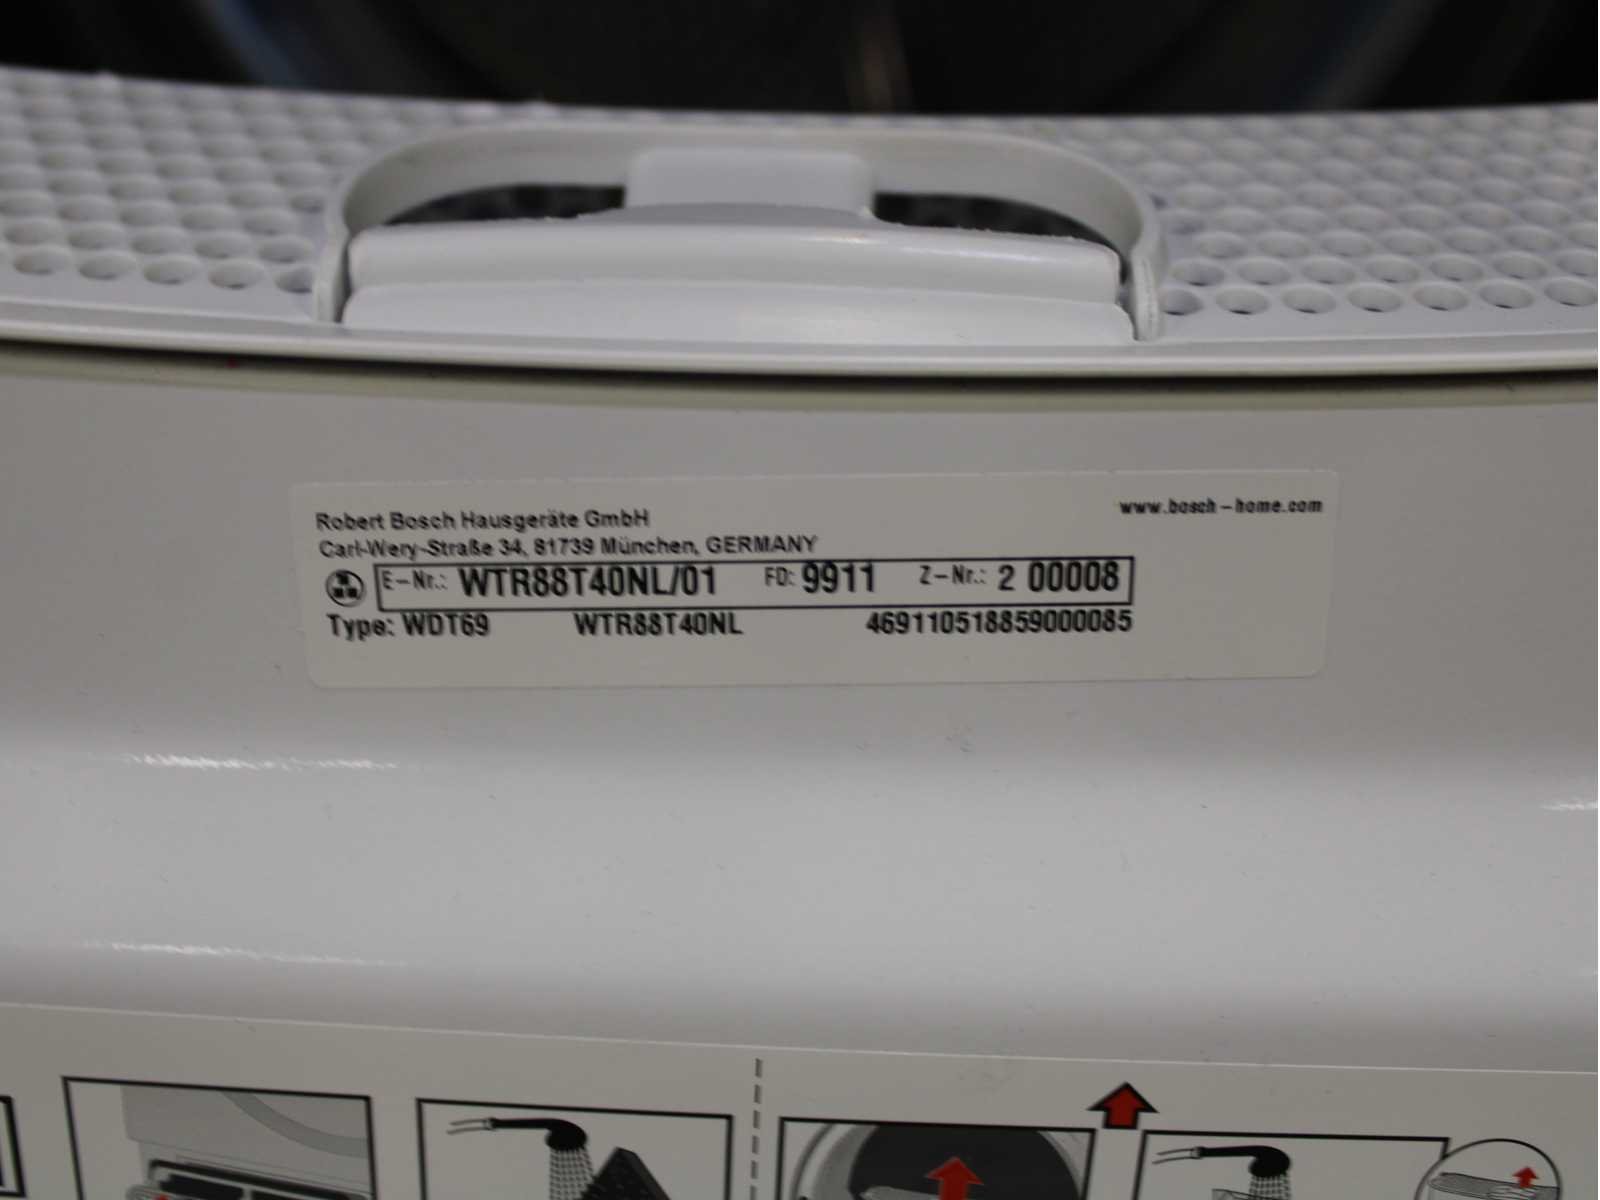 Robert Bosch Hausgeräte GmbH
www.bosch-home.com
Carl-Wery-Straße 34, 81739 München, GERMANY
E-Nr.: WTR88T40NL/01 FD: 9911 Z-Nr.: 2 00008
Type: WDT69 WTR88T40NL 469110518859000085